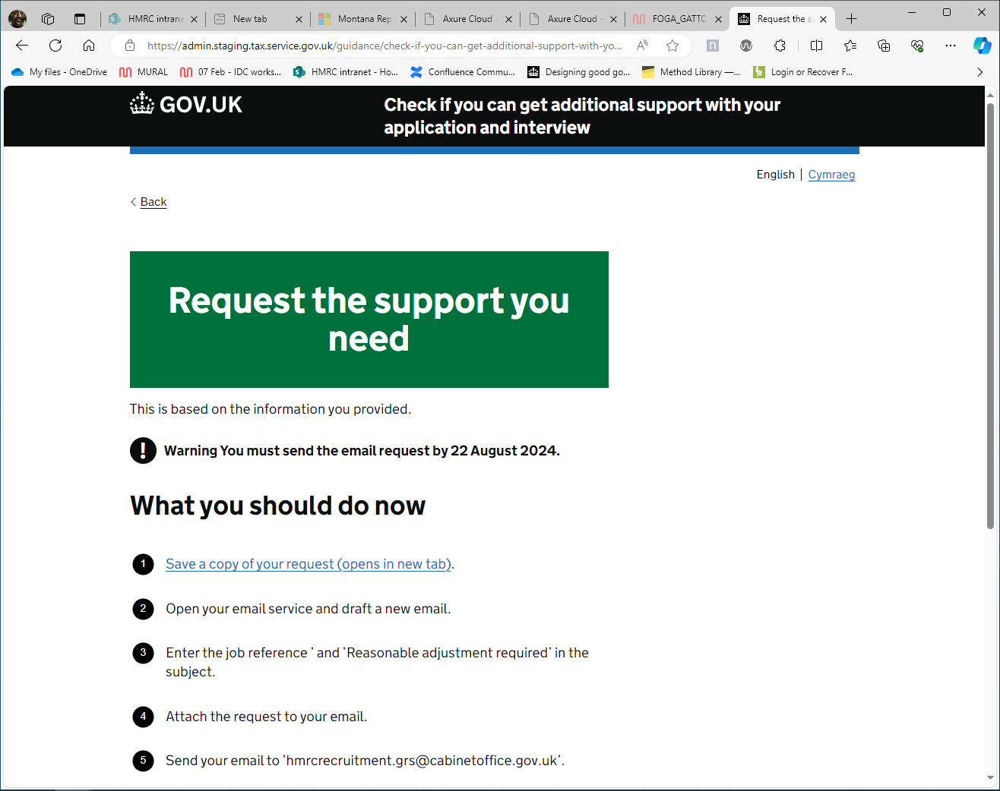 HMRC intrane
New tab
Montana Rep
Axure Cloud -
Axure Cloud -
FOGA_GATTC
Request the s
https://admin.staging.tax.service.gov.uk/guidance/check-if-you-can-get-additional-support-with-yo...
My files - OneDrive
MURAL
07 Feb - IDC works...
HMRC intranet - Ho...
Confluence Commu...
Designing good go...
Method Library —...
Login or Recover F...
GOV.UK
Check if you can get additional support with your
application and interview
English | Cymraeg
Back
Request the support you
need
This is based on the information you provided.
! Warning You must send the email request by 22 August 2024.
What you should do now
1 Save a copy of your request (opens in new tab).
2 Open your email service and draft a new email.
3 Enter the job reference ’ and ’Reasonable adjustment required’ in the
subject.
4 Attach the request to your email.
5 Send your email to ’hmrcrecruitment.grs@cabinetoffice.gov.uk’.